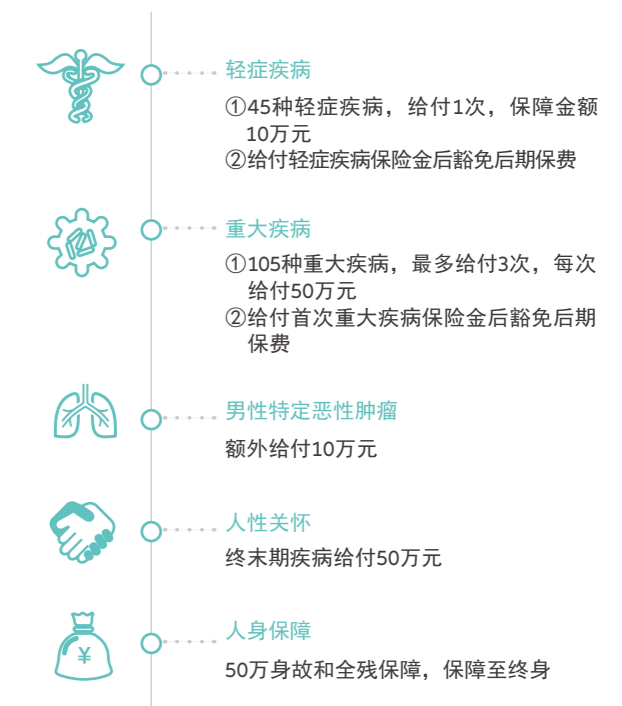 轻症疾病
①45种轻症疾病，给付1次，保障金额
10万元
②给付轻症疾病保险金后豁免后期保费
重大疾病
①105种重大疾病，最多给付3次，每次
给付50万元
②给付首次重大疾病保险金后豁免后期
保费
男性特定恶性肿瘤
额外给付10万元
人性关怀
终末期疾病给付50万元
¥
人身保障
50万身故和全残保障，保障至终身